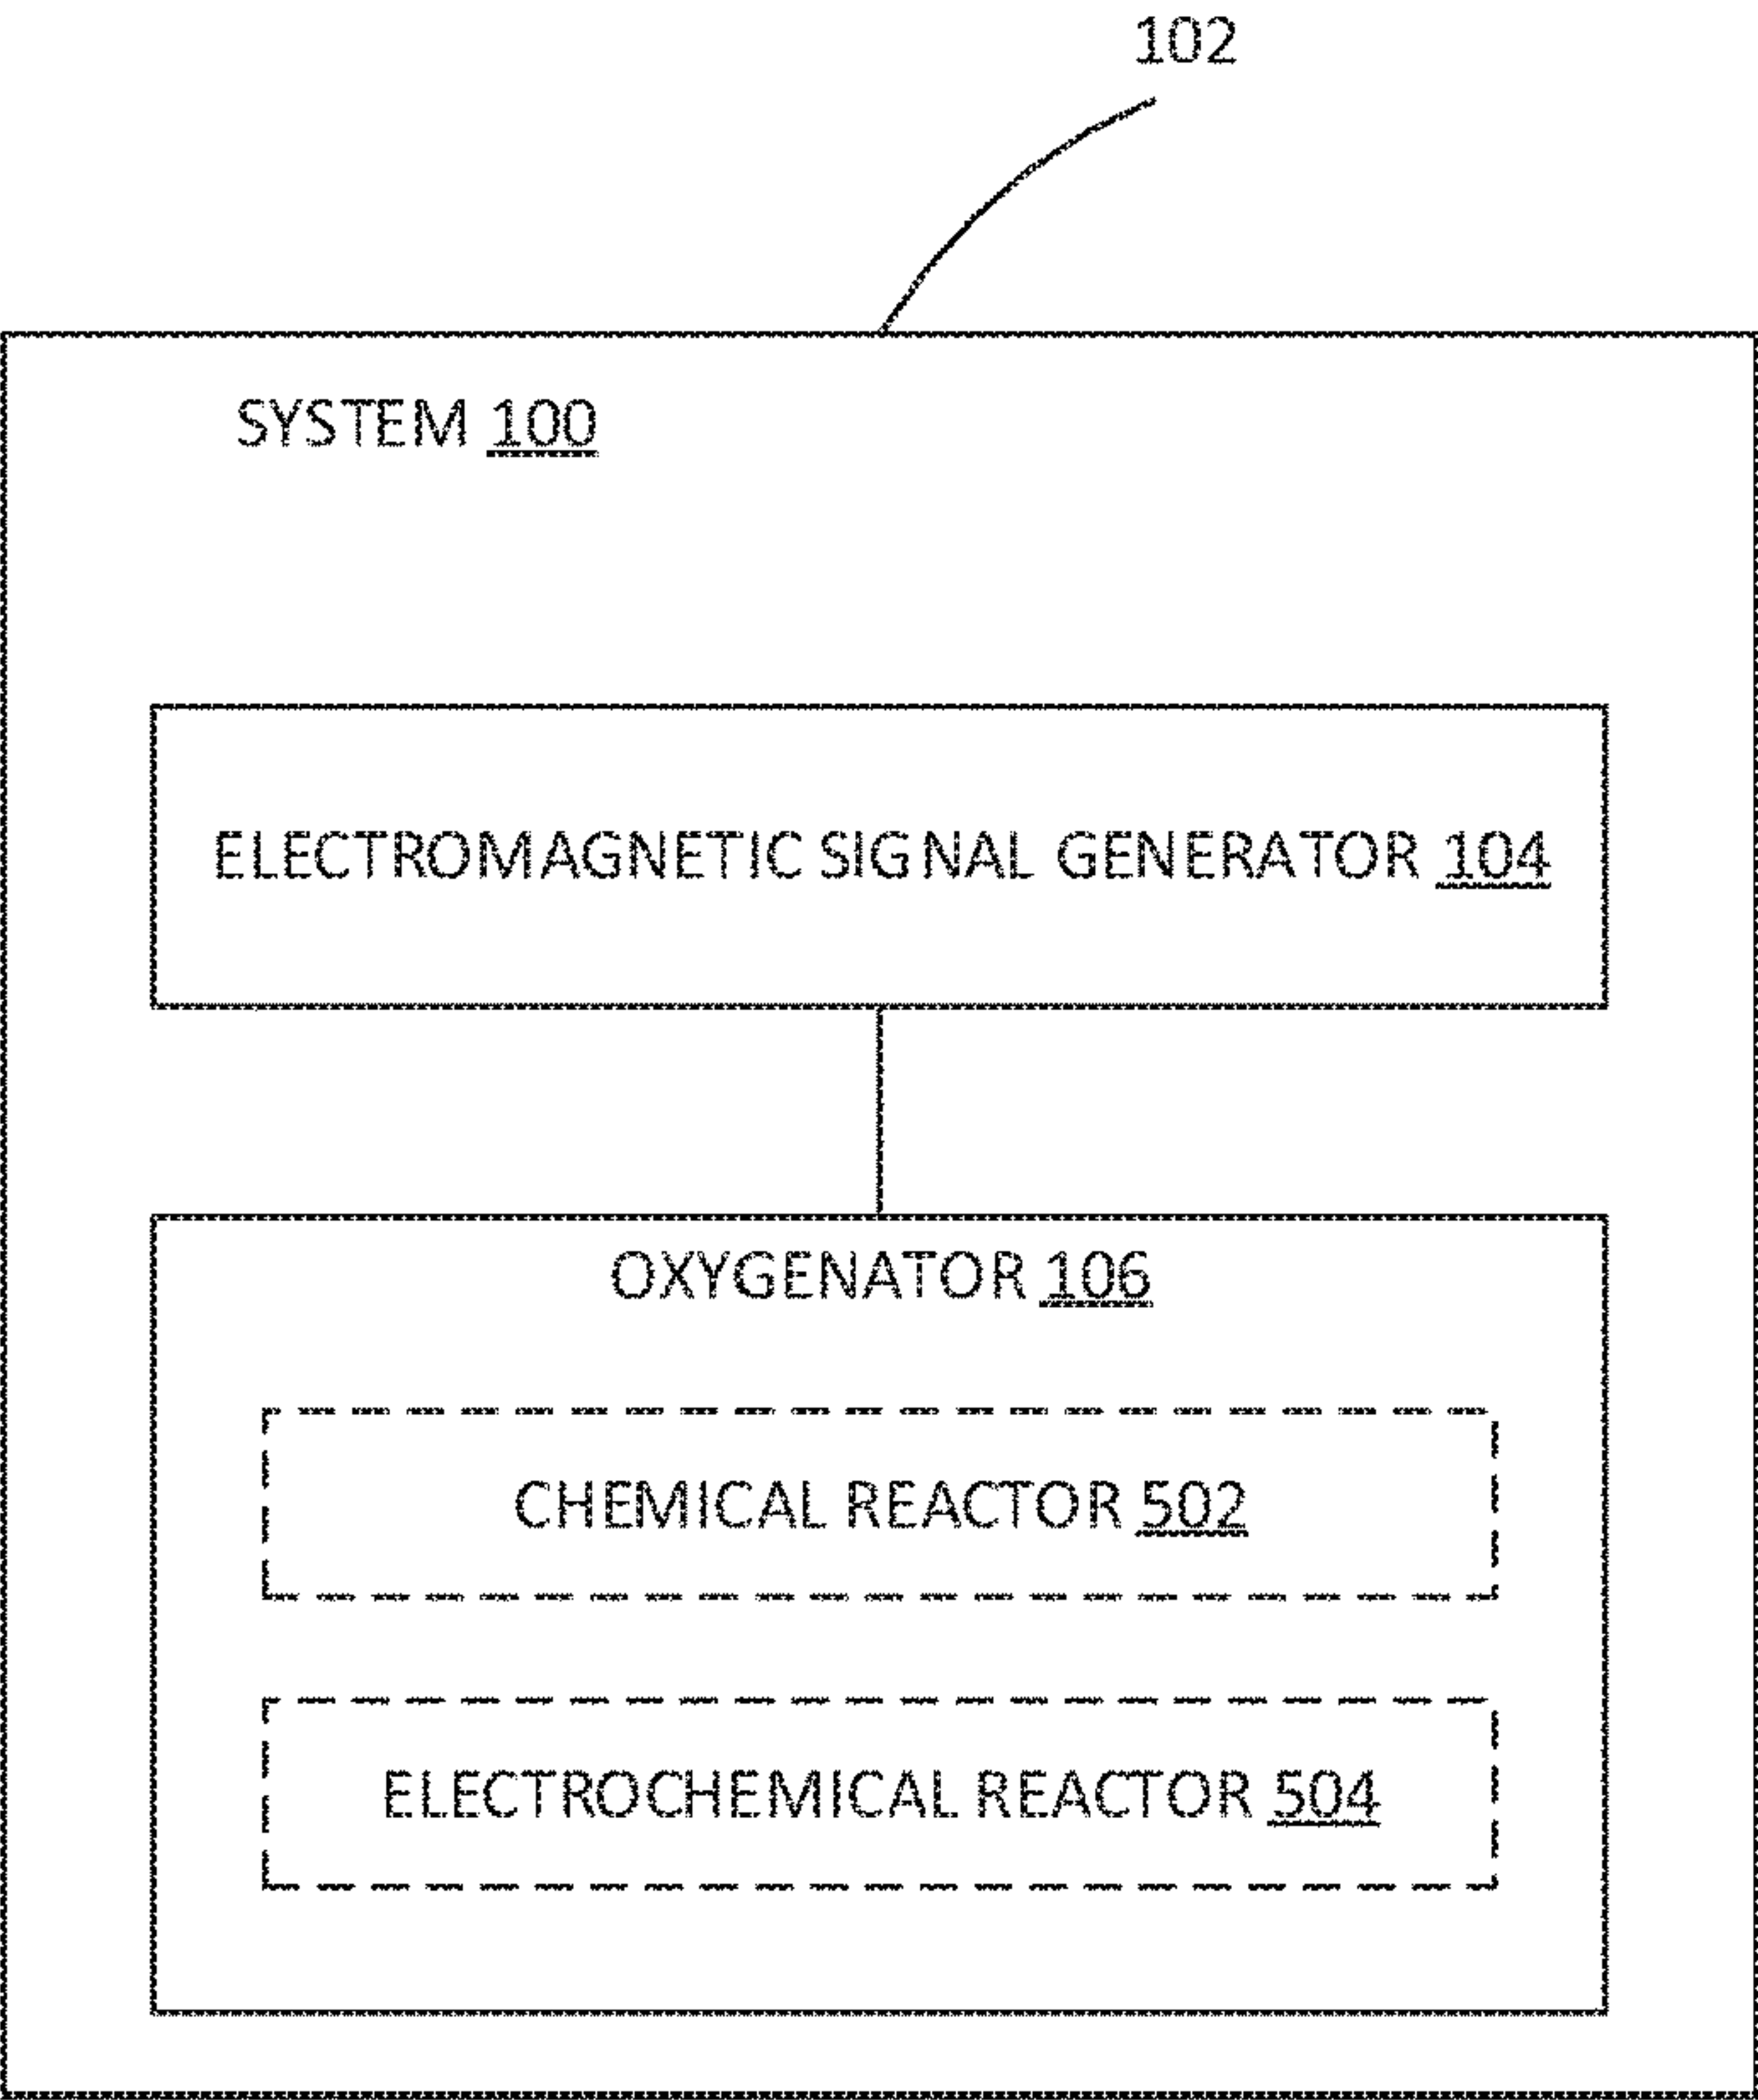 102
SYSTEM 100
ELECTROMAGNETIC SIGNAL GENERATOR 104
OXYGENATOR 106
CHEMICAL REACTOR 502
ELECTROCHEMICAL REACTOR 504